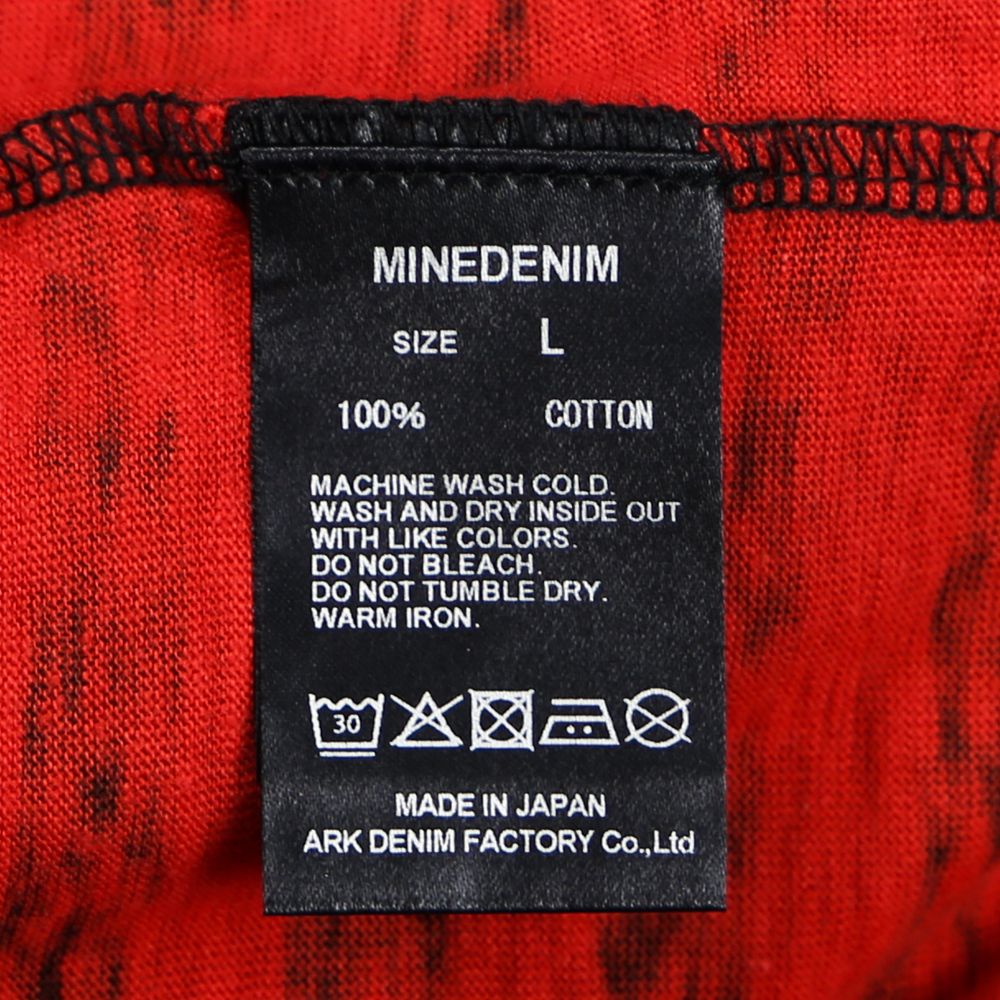 MINEDENIM
SIZE L
100% COTTON
MACHINE WASH COLD.
WASH AND DRY INSIDE OUT
WITH LIKE COLORS.
DO NOT BLEACH.
DO NOT TUMBLE DRY.
WARM IRON.
30
MADE IN JAPAN
ARK DENIM FACTORY Co.,Ltd